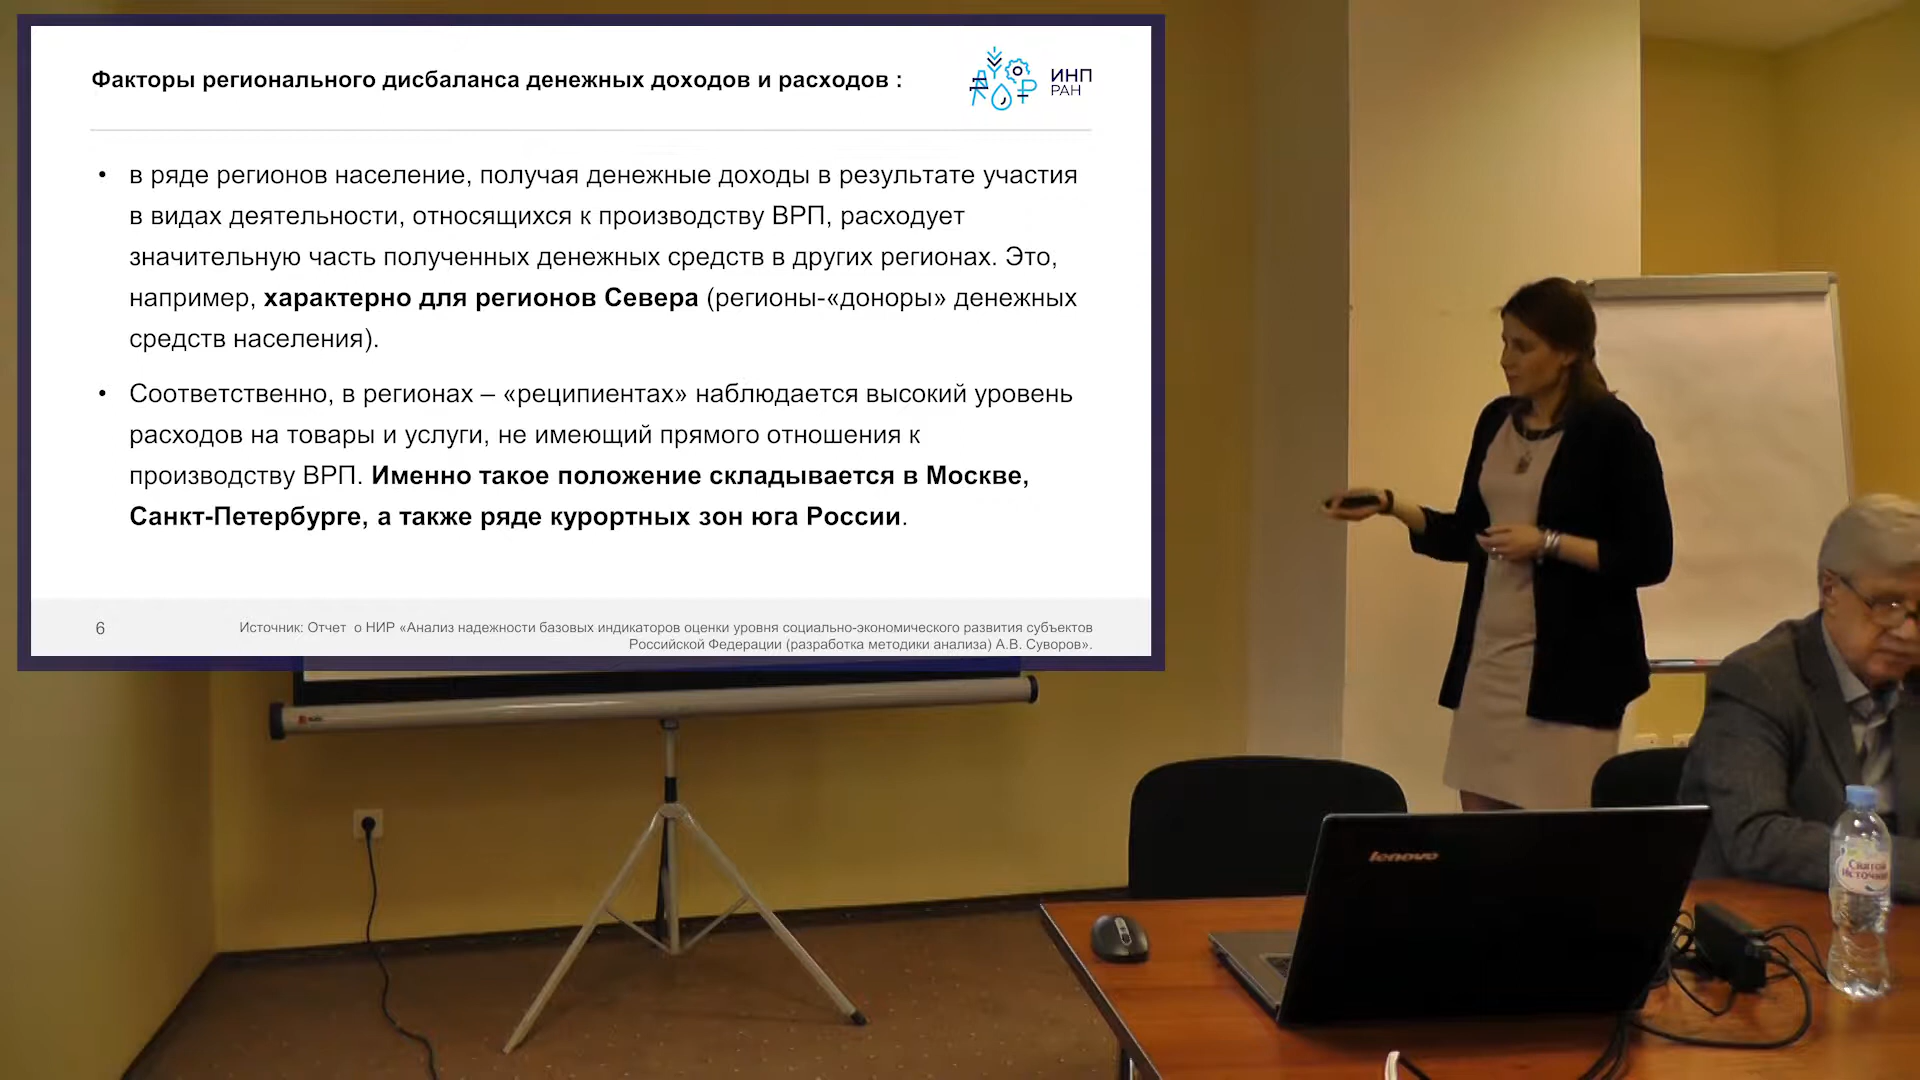 Факторы регионального дисбаланса денежных доходов и расходов :
ИНП
РАН
• в ряде регионов население, получая денежные доходы в результате участия
в видах деятельности, относящихся к производству ВРП, расходует
значительную часть полученных денежных средств в других регионах. Это,
например, характерно для регионов Севера (регионы-«доноры» денежных
средств населения).
• Соответственно, в регионах – «реципиентах» наблюдается высокий уровень
расходов на товары и услуги, не имеющий прямого отношения к
производству ВРП. Именно такое положение складывается в Москве,
Санкт-Петербурге, а также ряде курортных зон юга России.
6
Источник: Отчет о НИР «Анализ надежности базовых индикаторов оценки уровня социально-экономического развития субъектов
Российской Федерации (разработка методики анализа) А.В. Суворов».
lenovo
Святой
Источник